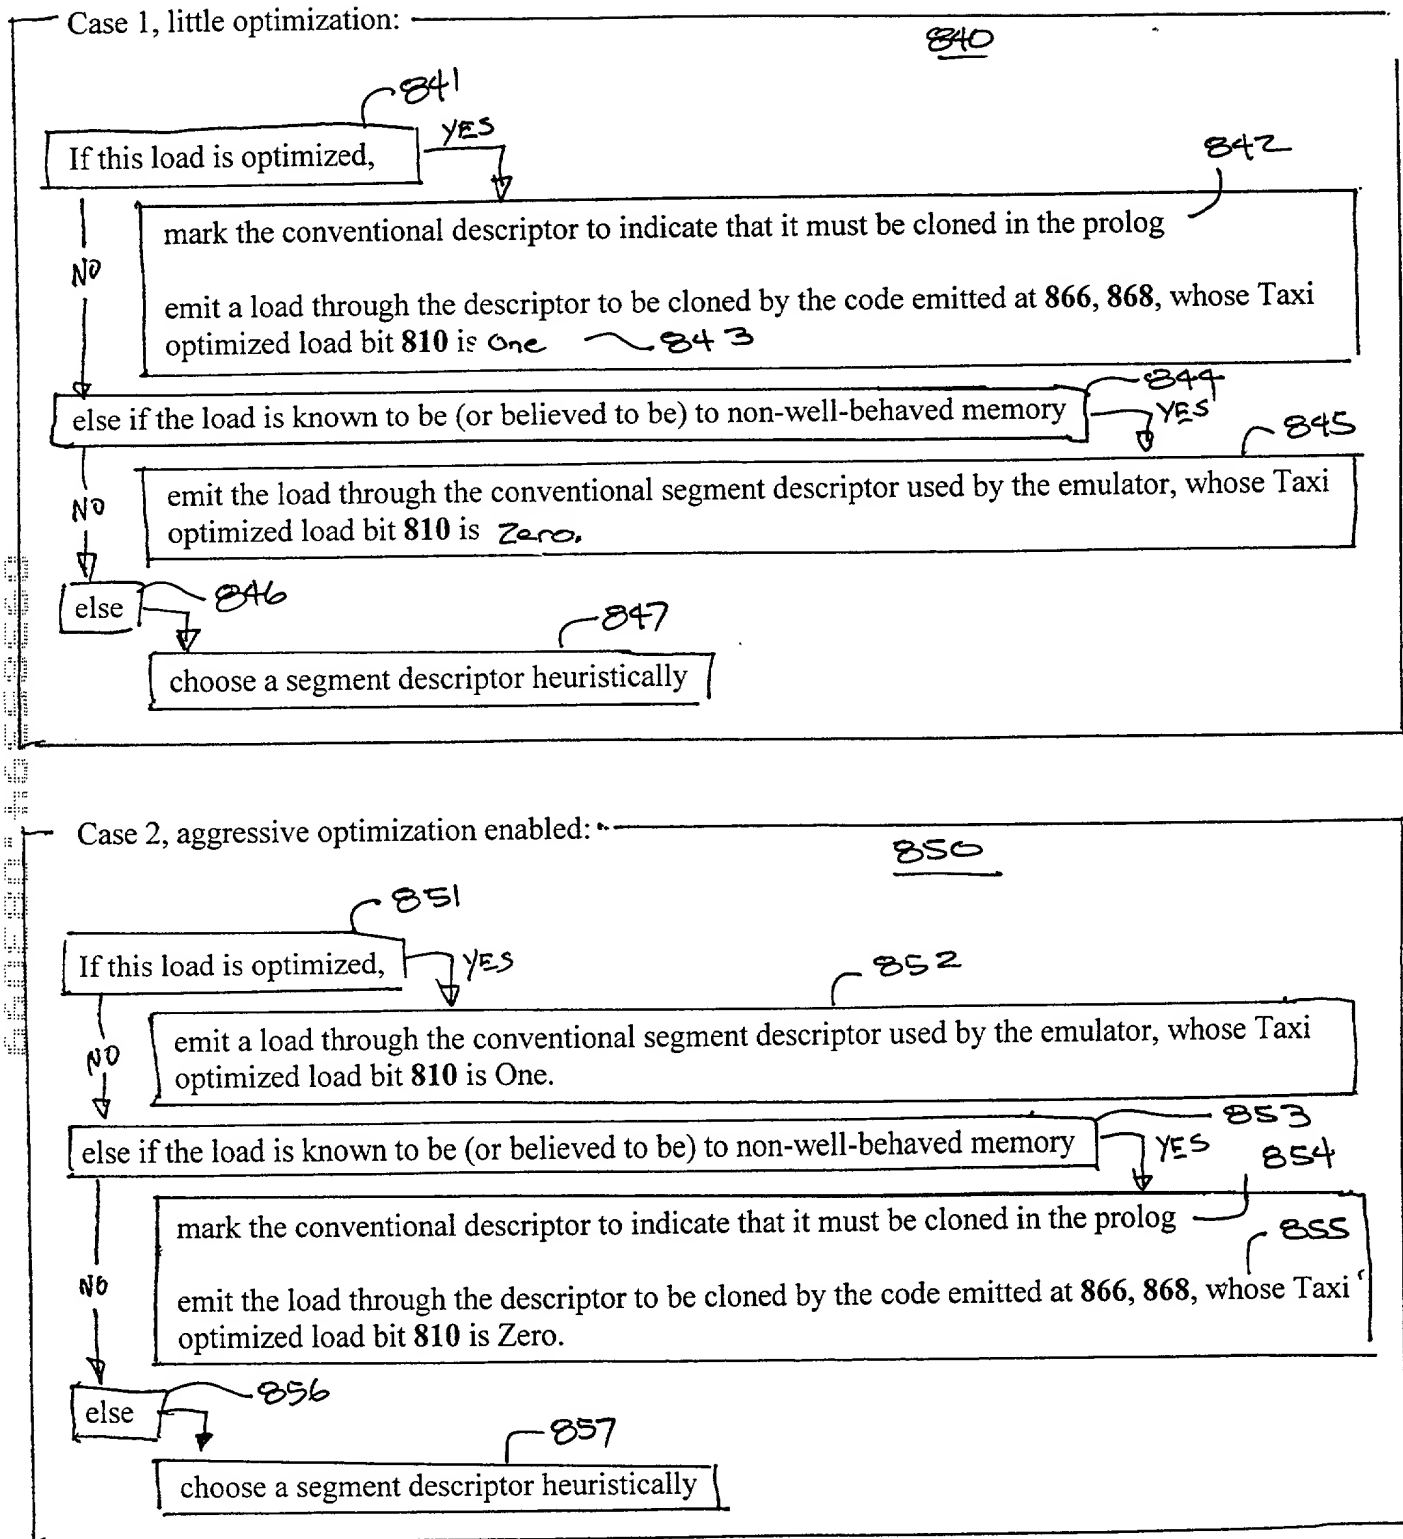 Case 1, little optimization:
840
841
If this load is optimized,
YES
842
mark the conventional descriptor to indicate that it must be cloned in the prolog
NO
emit a load through the descriptor to be cloned by the code emitted at 866, 868, whose Taxi
optimized load bit 810 is One
843
844
else if the load is known to be (or believed to be) to non-well-behaved memory
YES
845
NO
emit the load through the conventional segment descriptor used by the emulator, whose Taxi
optimized load bit 810 is Zero.
else
846
847
choose a segment descriptor heuristically
Case 2, aggressive optimization enabled:
850
851
If this load is optimized,
YES
852
NO
emit a load through the conventional segment descriptor used by the emulator, whose Taxi
optimized load bit 810 is One.
853
else if the load is known to be (or believed to be) to non-well-behaved memory
YES
854
mark the conventional descriptor to indicate that it must be cloned in the prolog
855
NO
emit the load through the descriptor to be cloned by the code emitted at 866, 868, whose Taxi
optimized load bit 810 is Zero.
else
856
857
choose a segment descriptor heuristically